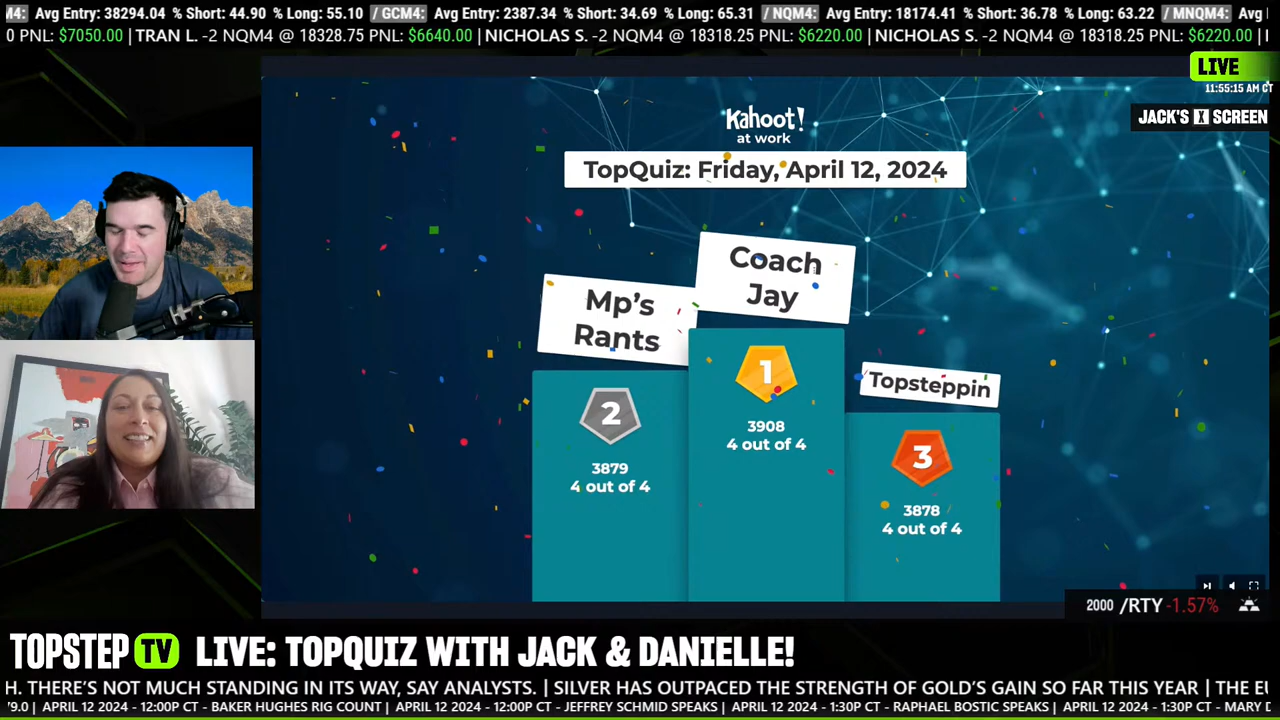 M4: Avg Entry: 38294.04 % Short: 44.90 % Long: 55.10 / GCM4: Avg Entry: 2387.34 % Short: 34.69 % Long: 65.31 / NQM4: Avg Entry: 18174.41 % Short: 36.78 % Long: 63.22 / MNQM4: Avg
0 PNL: $7050.00 | TRAN L. -2 NQM4 @ 18328.75 PNL: $6640.00 | NICHOLAS S. -2 NQM4 @ 18318.25 PNL: $6220.00 | NICHOLAS S. -2 NQM4 @ 18318.25 PNL: $6220.00 |
LIVE
11:55:15 AM CT
JACK'S X SCREEN
Kahoot!
at work
TopQuiz: Friday, April 12, 2024
Coach
Jay
Mp's
Rants
Topsteppin
1
3908
4 out of 4
2
3879
4 out of 4
3
3878
4 out of 4
2000 /RTY -1.57%
TOPSTEP TV LIVE: TOPQUIZ WITH JACK & DANIELLE!
H. THERE'S NOT MUCH STANDING IN ITS WAY, SAY ANALYSTS. | SILVER HAS OUTPACED THE STRENGTH OF GOLD'S GAIN SO FAR THIS YEAR | THE EU
79.0 | APRIL 12 2024 - 12:00P CT - BAKER HUGHES RIG COUNT | APRIL 12 2024 - 12:00P CT - JEFFREY SCHMID SPEAKS | APRIL 12 2024 - 1:30P CT - RAPHAEL BOSTIC SPEAKS | APRIL 12 2024 - 1:30P CT - MARY D